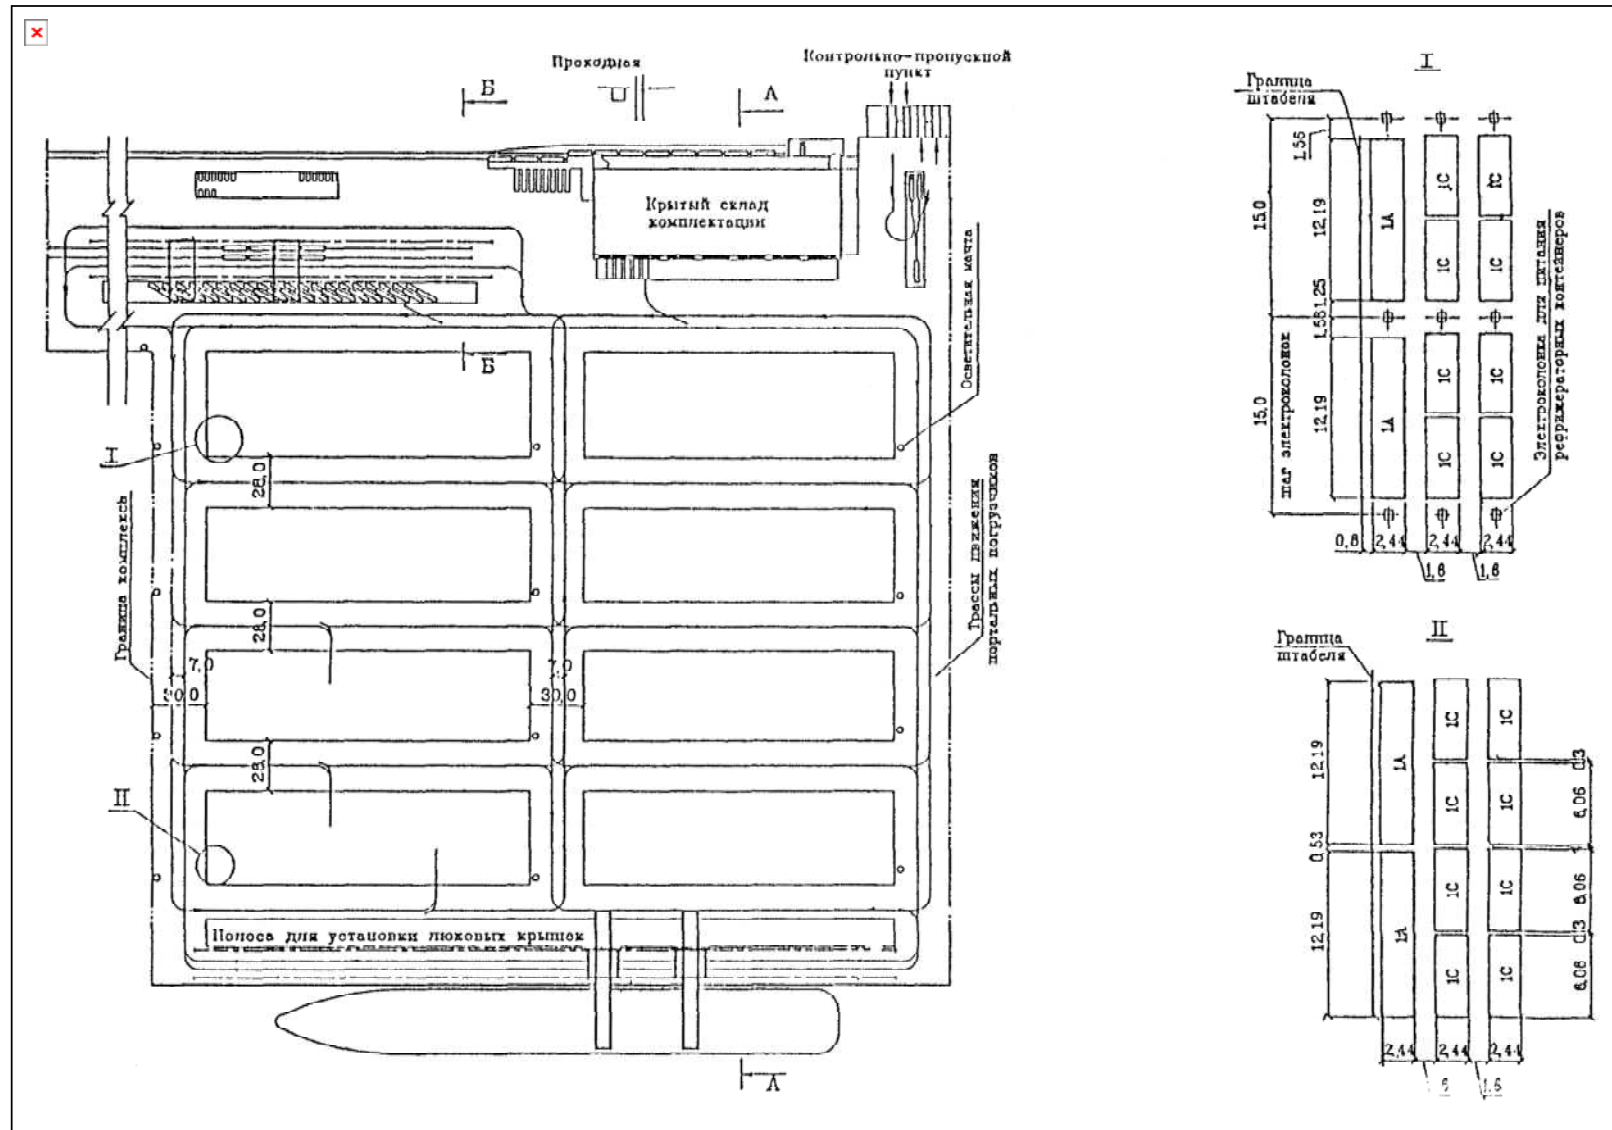 Проходная
Контрольно-пропускной
пункт
Б
А
Крытый склад
комплектации
Осветительная мачта
Б
I
28,0
Граница комплекса
28,0
7,0
7,0
30,0
28,0
Трассы движения
портальных погрузчиков
II
Полоса для установки люковых крышек
А
I
Граница
штабеля
1,55
15,0
12,19
1А
1С
1С
1С
1С
1,25
1,58
15,0
шаг электроколонок
12,19
1А
1С
1С
1С
1С
Электроколонка для питания
рефрижераторных контейнеров
0,8
2,44
2,44
2,44
1,6
1,6
II
Граница
штабеля
12,19
0,53
12,19
1А
1А
1С
1С
1С
1С
1С
1С
1С
1С
0,3
6,06
6,06
0,3
6,06
2,44
2,44
2,44
1,6